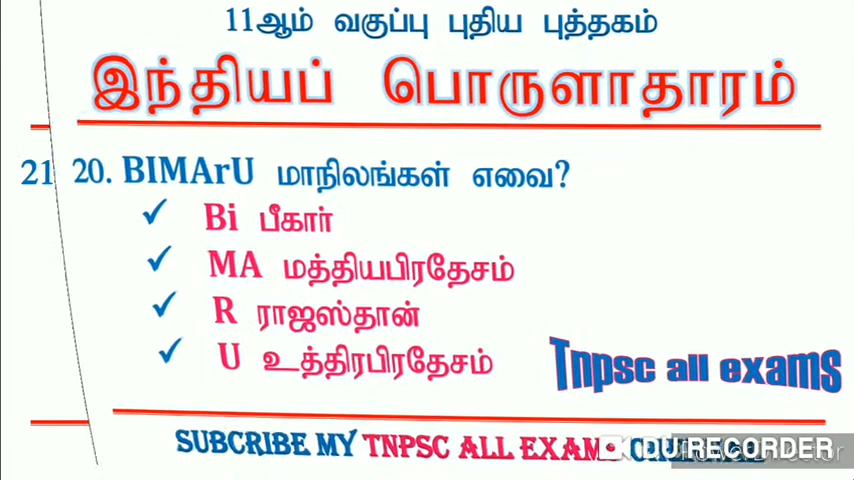 11ஆம் வகுப்பு புதிய புத்தகம்
இந்தியப் பொருளாதாரம்
21 20. BIMArU மாநிலங்கள் எவை?
✓ Bi பீகார்
✓ MA மத்தியபிரதேசம்
✓ R ராஜஸ்தான்
✓ U உத்திரபிரதேசம்
Tnpsc all exams
SUBCRIBE MY TNPSC ALL EXAMS
DU RECORDER